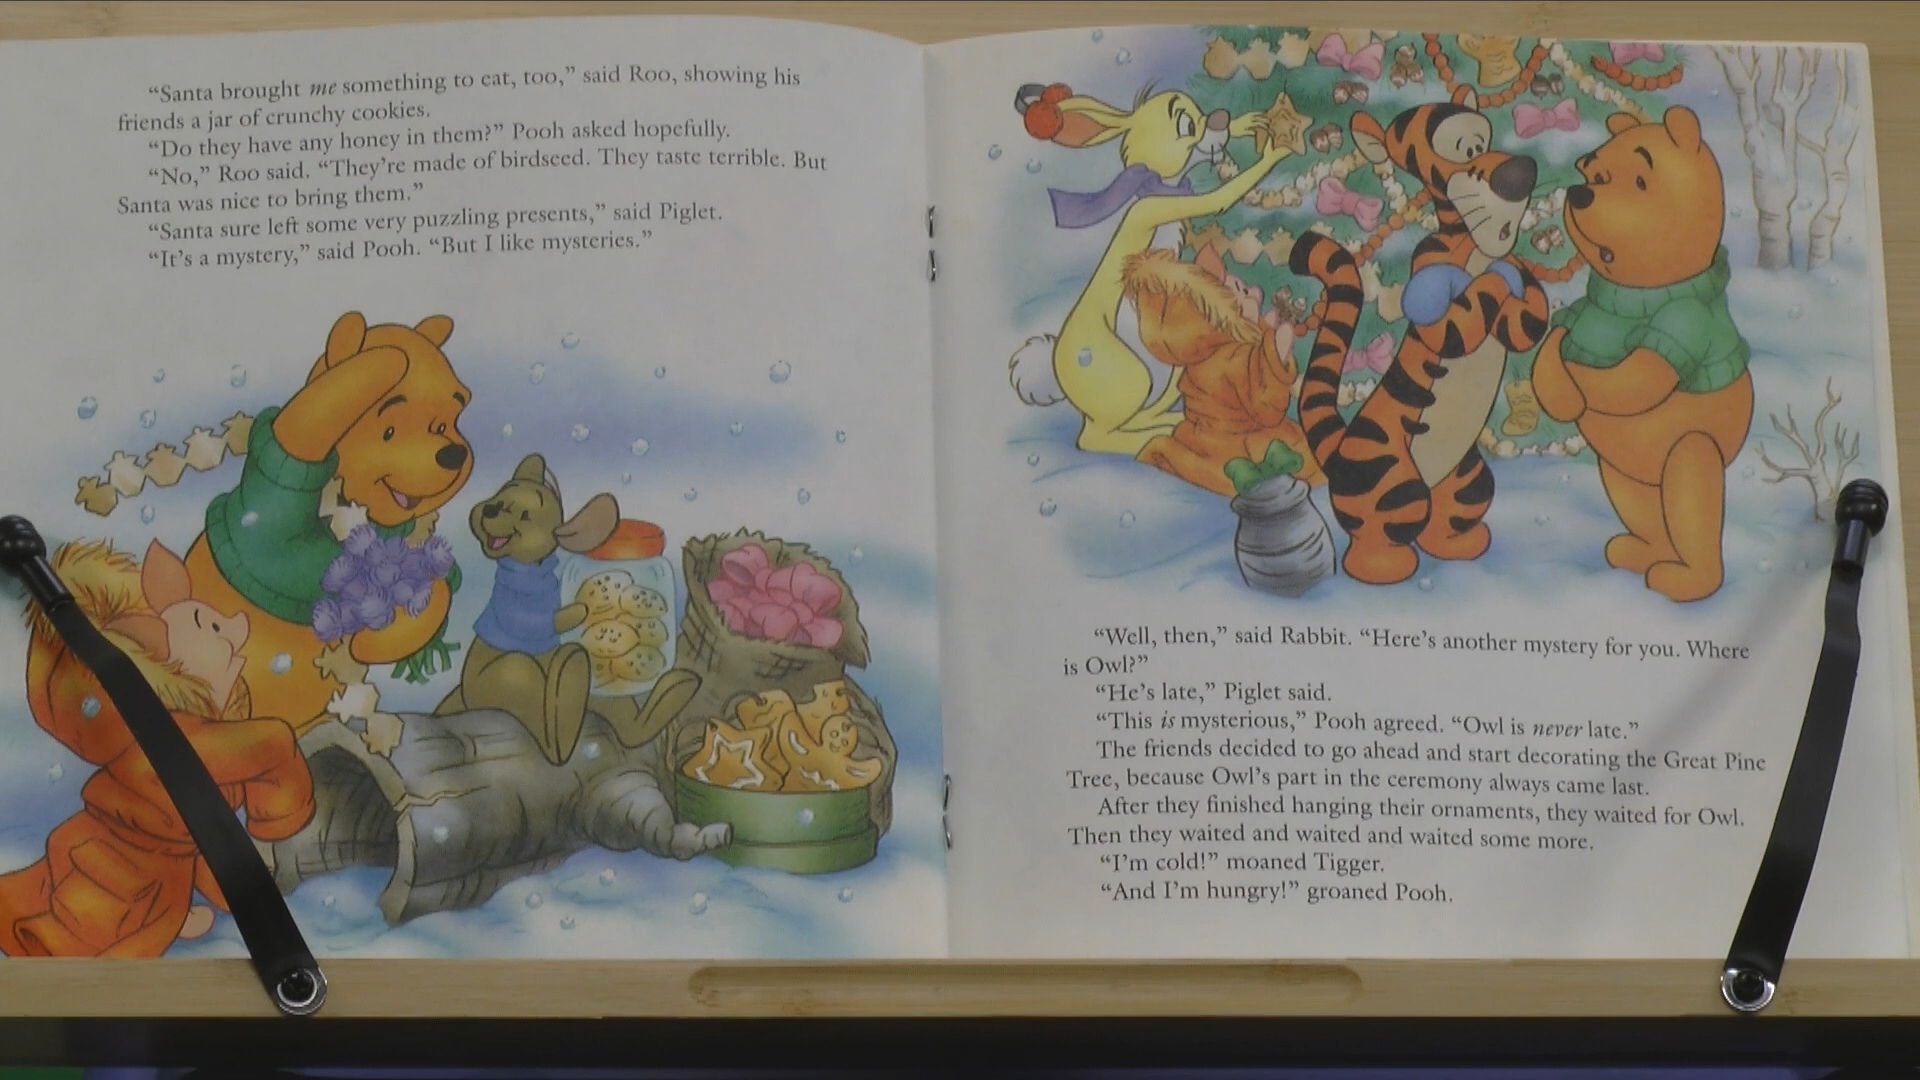 “Santa brought me something to eat, too,” said Roo, showing his
friends a jar of crunchy cookies.
“Do they have any honey in them?” Pooh asked hopefully.
“No,” Roo said. “They’re made of birdseed. They taste terrible. But
Santa was nice to bring them.”
“Santa sure left some very puzzling presents,” said Piglet.
“It’s a mystery,” said Pooh. “But I like mysteries.”
“Well, then,” said Rabbit. “Here’s another mystery for you. Where
is Owl?”
“He’s late,” Piglet said.
“This is mysterious,” Pooh agreed. “Owl is never late.”
The friends decided to go ahead and start decorating the Great Pine
Tree, because Owl’s part in the ceremony always came last.
After they finished hanging their ornaments, they waited for Owl.
Then they waited and waited and waited some more.
“I’m cold!” moaned Tigger.
“And I’m hungry!” groaned Pooh.